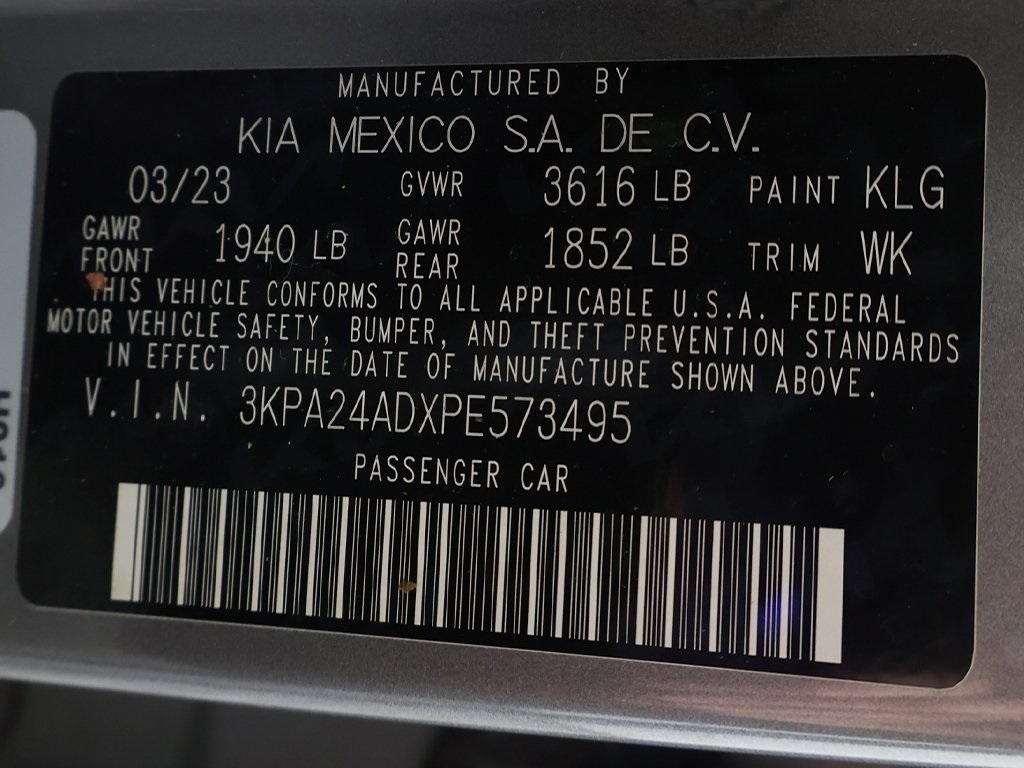 MANUFACTURED BY
KIA MEXICO S.A. DE C.V.
03/23 GVWR 3616 LB PAINT KLG
GAWR FRONT 1940 LB GAWR REAR 1852 LB TRIM WK
THIS VEHICLE CONFORMS TO ALL APPLICABLE U.S.A. FEDERAL
MOTOR VEHICLE SAFETY, BUMPER, AND THEFT PREVENTION STANDARDS
IN EFFECT ON THE DATE OF MANUFACTURE SHOWN ABOVE.
V.I.N. 3KPA24ADXPE573495
PASSENGER CAR